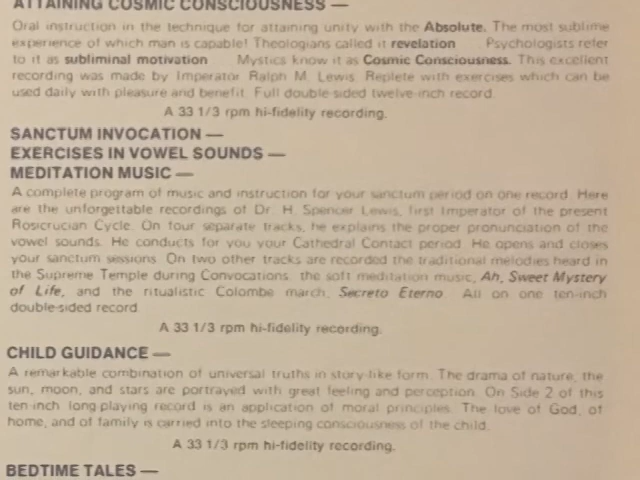 ATTAINING COSMIC CONSCIOUSNESS —
Oral instruction in the technique for attaining unity with the Absolute. The most sublime
experience of which man is capable! Theologians called it revelation Psychologists refer
to it as subliminal motivation Mystics know it as Cosmic Consciousness. This excellent
recording was made by Imperator Ralph M. Lewis. Replete with exercises which can be
used daily with pleasure and benefit. Full double-sided twelve-inch record.
A 33 1/3 rpm hi-fidelity recording.
SANCTUM INVOCATION —
EXERCISES IN VOWEL SOUNDS —
MEDITATION MUSIC —
A complete program of music and instruction for your sanctum period on one record. Here
are the unforgettable recordings of Dr. H. Spencer Lewis, first Imperator of the present
Rosicrucian Cycle. On four separate tracks, he explains the proper pronunciation of the
vowel sounds. He conducts for you your Cathedral Contact period. He opens and closes
your sanctum sessions. On two other tracks are recorded the traditional melodies heard in
the Supreme Temple during Convocations: the soft meditation music, Ah, Sweet Mystery
of Life, and the ritualistic Colombe march, Secreto Eterno. All on one ten-inch
double-sided record.
A 33 1/3 rpm hi-fidelity recording.
CHILD GUIDANCE —
A remarkable combination of universal truths in story-like form. The drama of nature, the
sun, moon, and stars are portrayed with great feeling and perception. On Side 2 of this
ten-inch long-playing record is an application of moral principles. The love of God, of
home, and of family is carried into the sleeping consciousness of the child.
A 33 1/3 rpm hi-fidelity recording.
BEDTIME TALES —